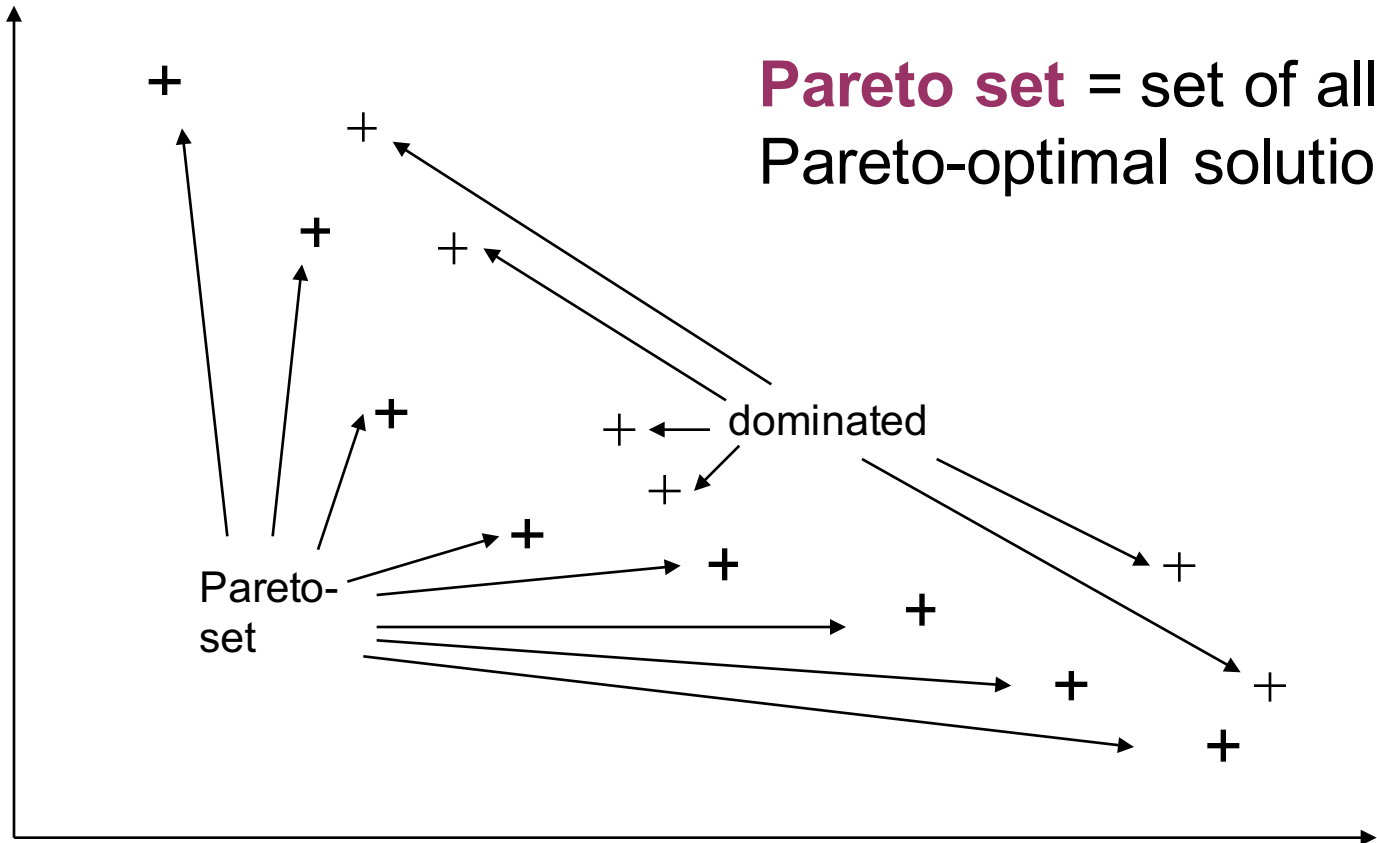 Pareto set = set of all
Pareto-optimal solutio
dominated
Pareto-
set